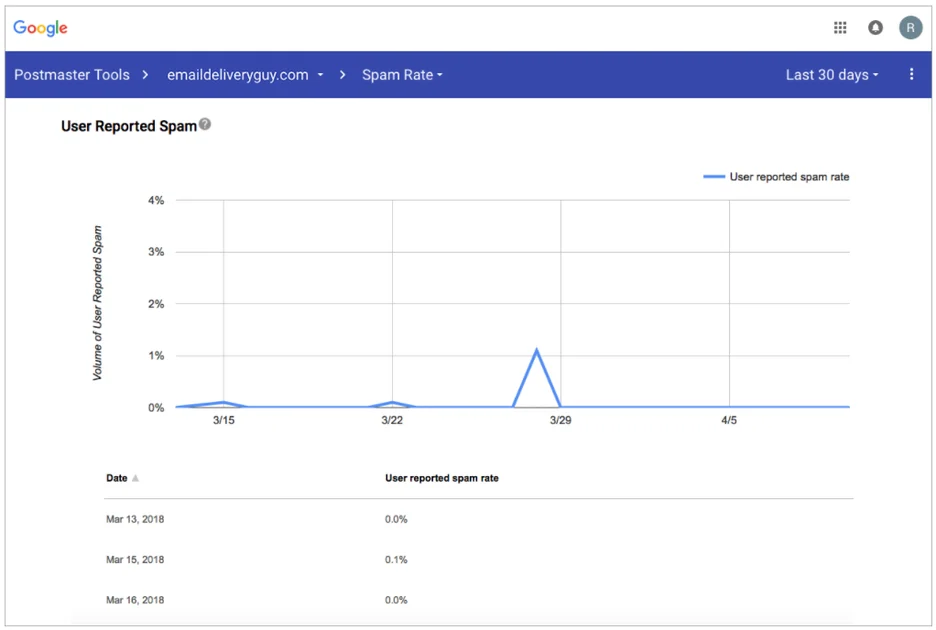 Google
R
Postmaster Tools > emaildeliveryguy.com > Spam Rate Last 30 days
User Reported Spam ?
User reported spam rate
4%
3%
2%
1%
0%
Volume of User Reported Spam
3/15 3/22 3/29 4/5
Date User reported spam rate
Mar 13, 2018 0.0%
Mar 15, 2018 0.1%
Mar 16, 2018 0.0%